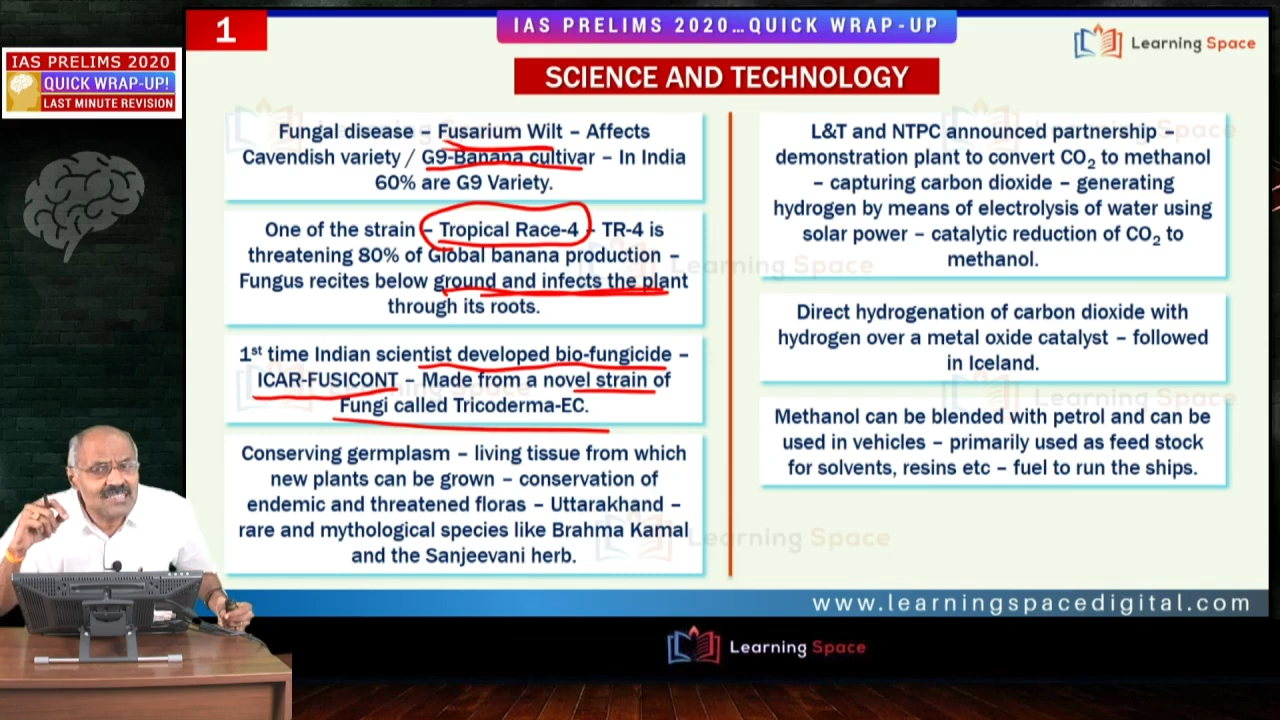 1
IAS PRELIMS 2020...QUICK WRAP-UP
Learning Space
IAS PRELIMS 2020
QUICK WRAP-UP!
LAST MINUTE REVISION
SCIENCE AND TECHNOLOGY
Fungal disease – Fusarium Wilt – Affects
Cavendish variety / G9-Banana cultivar – In India
60% are G9 Variety.
One of the strain – Tropical Race-4 – TR-4 is
threatening 80% of Global banana production –
Fungus recites below ground and infects the plant
through its roots.
1st time Indian scientist developed bio-fungicide –
ICAR-FUSICONT – Made from a novel strain of
Fungi called Tricoderma-EC.
Conserving germplasm – living tissue from which
new plants can be grown – conservation of
endemic and threatened floras – Uttarakhand –
rare and mythological species like Brahma Kamal
and the Sanjeevani herb.
L&T and NTPC announced partnership –
demonstration plant to convert CO2 to methanol
– capturing carbon dioxide – generating
hydrogen by means of electrolysis of water using
solar power – catalytic reduction of CO2 to
methanol.
Direct hydrogenation of carbon dioxide with
hydrogen over a metal oxide catalyst – followed
in Iceland.
Methanol can be blended with petrol and can be
used in vehicles – primarily used as feed stock
for solvents, resins etc – fuel to run the ships.
www.learningspacedigital.com
Learning Space